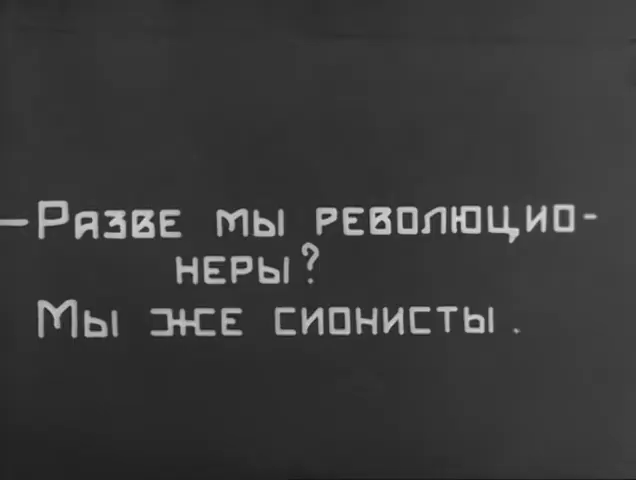 – Разве мы революцио-
неры?
Мы же сионисты.